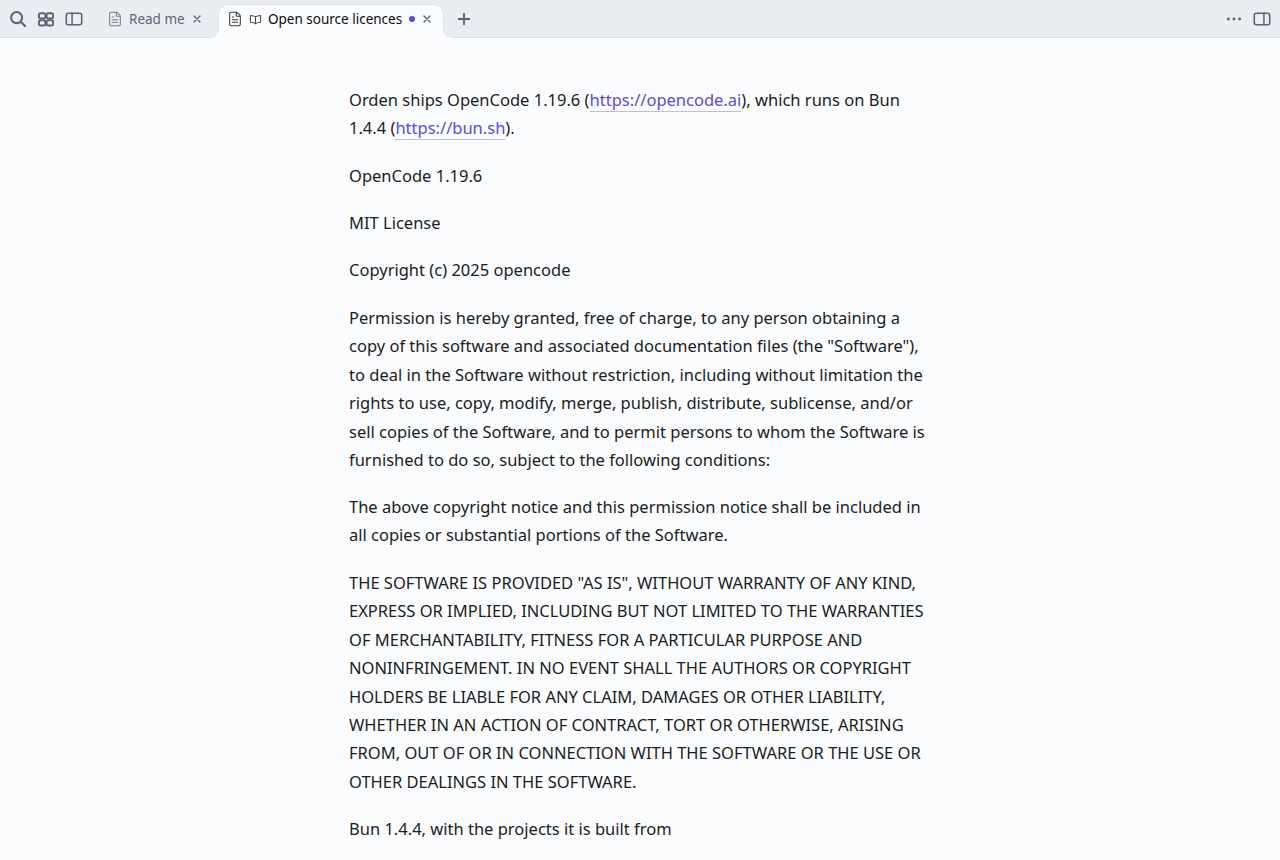 Read me
Open source licences
Orden ships OpenCode 1.19.6 (https://opencode.ai), which runs on Bun
1.4.4 (https://bun.sh).
OpenCode 1.19.6
MIT License
Copyright (c) 2025 opencode
Permission is hereby granted, free of charge, to any person obtaining a
copy of this software and associated documentation files (the "Software"),
to deal in the Software without restriction, including without limitation the
rights to use, copy, modify, merge, publish, distribute, sublicense, and/or
sell copies of the Software, and to permit persons to whom the Software is
furnished to do so, subject to the following conditions:
The above copyright notice and this permission notice shall be included in
all copies or substantial portions of the Software.
THE SOFTWARE IS PROVIDED "AS IS", WITHOUT WARRANTY OF ANY KIND,
EXPRESS OR IMPLIED, INCLUDING BUT NOT LIMITED TO THE WARRANTIES
OF MERCHANTABILITY, FITNESS FOR A PARTICULAR PURPOSE AND
NONINFRINGEMENT. IN NO EVENT SHALL THE AUTHORS OR COPYRIGHT
HOLDERS BE LIABLE FOR ANY CLAIM, DAMAGES OR OTHER LIABILITY,
WHETHER IN AN ACTION OF CONTRACT, TORT OR OTHERWISE, ARISING
FROM, OUT OF OR IN CONNECTION WITH THE SOFTWARE OR THE USE OR
OTHER DEALINGS IN THE SOFTWARE.
Bun 1.4.4, with the projects it is built from